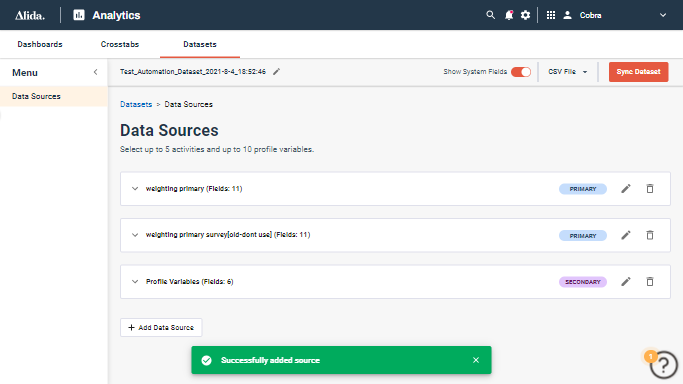 Alida. Analytics Cobra
Dashboards Crosstabs Datasets
Menu
Data Sources
Test_Automation_Dataset_2021-8-4_18:52:46 Show System Fields CSV File Sync Dataset
Datasets > Data Sources
Data Sources
Select up to 5 activities and up to 10 profile variables.
weighting primary (Fields: 11) PRIMARY
weighting primary survey[old-dont use] (Fields: 11) PRIMARY
Profile Variables (Fields: 6) SECONDARY
+ Add Data Source
Successfully added source
1
?